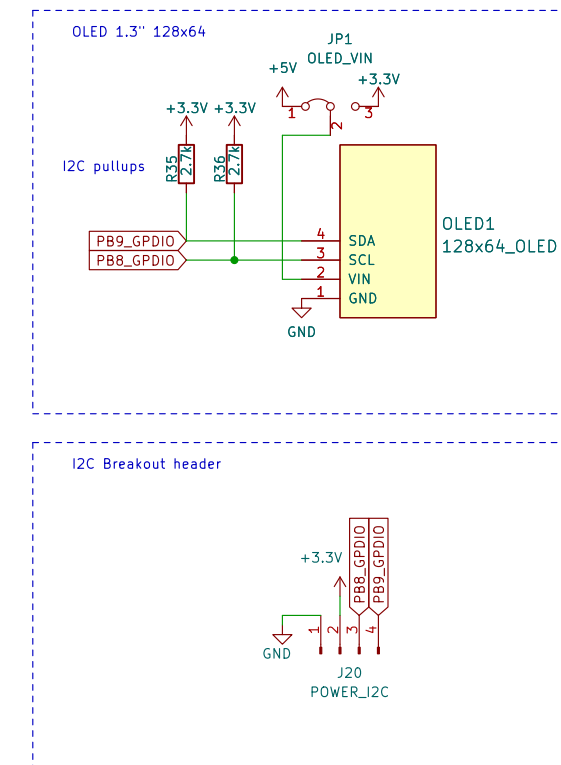 OLED 1.3" 128x64
JP1
OLED_VIN
+5V
+3.3V
1
2
3
+3.3V
+3.3V
I2C pullups
R35
2.7k
R36
2.7k
PB9_GPDIO
PB8_GPDIO
4
3
2
1
SDA
SCL
VIN
GND
OLED1
128x64_OLED
GND
I2C Breakout header
+3.3V
PB8_GPDIO
PB9_GPDIO
GND
1
2
3
4
J20
POWER_I2C